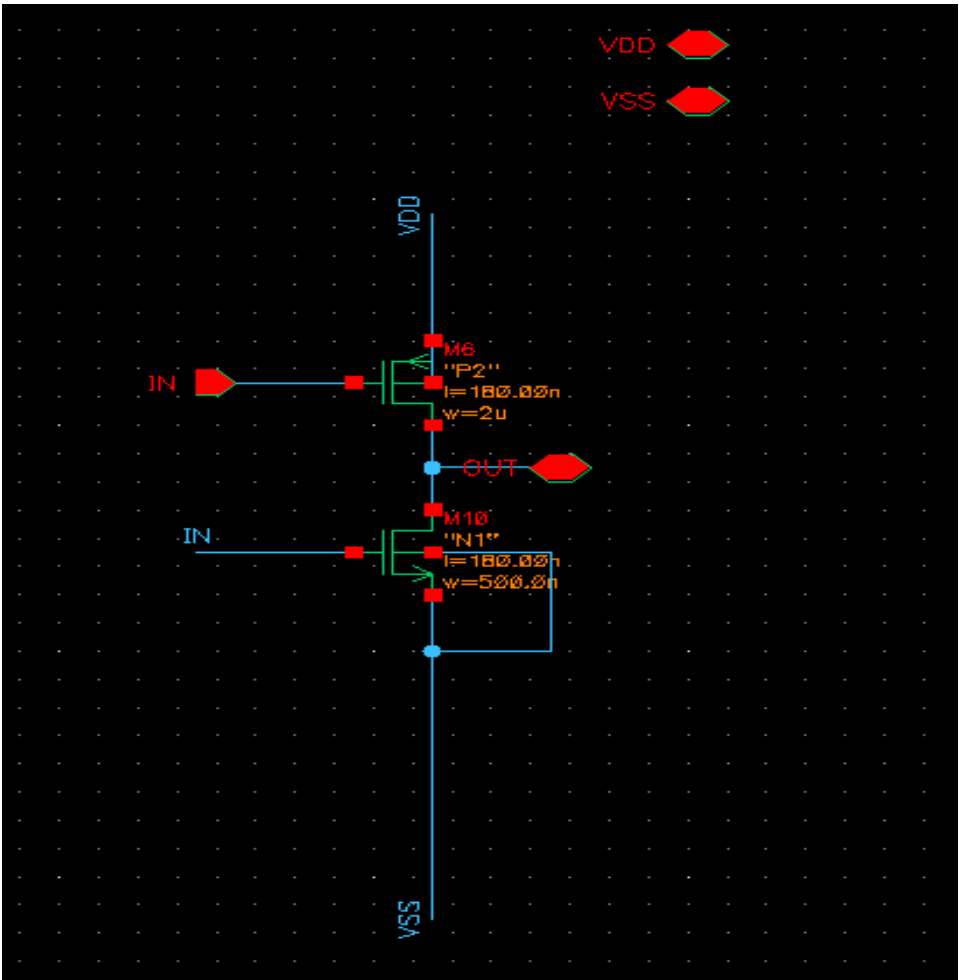 VDD
VSS
VDD
M6
"P2"
IN
l=180.00n
w=2u
OUT
M10
IN
"N1"
l=180.00n
w=500.0n
VSS